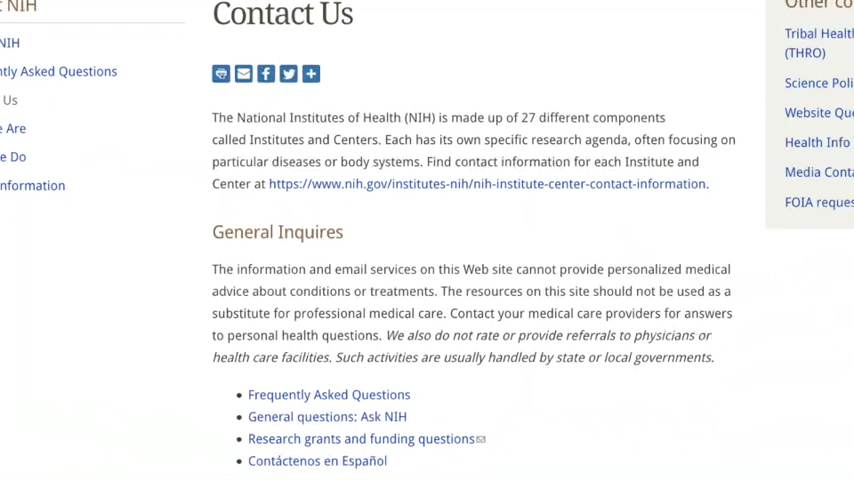 NIH
Contact Us
NIH
Asked Questions
Us
Are
Do
The National Institutes of Health (NIH) is made up of 27 different components
called Institutes and Centers. Each has its own specific research agenda, often focusing on
particular diseases or body systems. Find contact information for each Institute and
Center at https://www.nih.gov/institutes-nih/nih-institute-center-contact-information.
General Inquires
The information and email services on this Web site cannot provide personalized medical
advice about conditions or treatments. The resources on this site should not be used as a
substitute for professional medical care. Contact your medical care providers for answers
to personal health questions. We also do not rate or provide referrals to physicians or
health care facilities. Such activities are usually handled by state or local governments.
• Frequently Asked Questions
• General questions: Ask NIH
• Research grants and funding questions
• Contáctenos en Español
Other
Tribal
(THRO)
Science
Website
Health Info
Media
FOIA